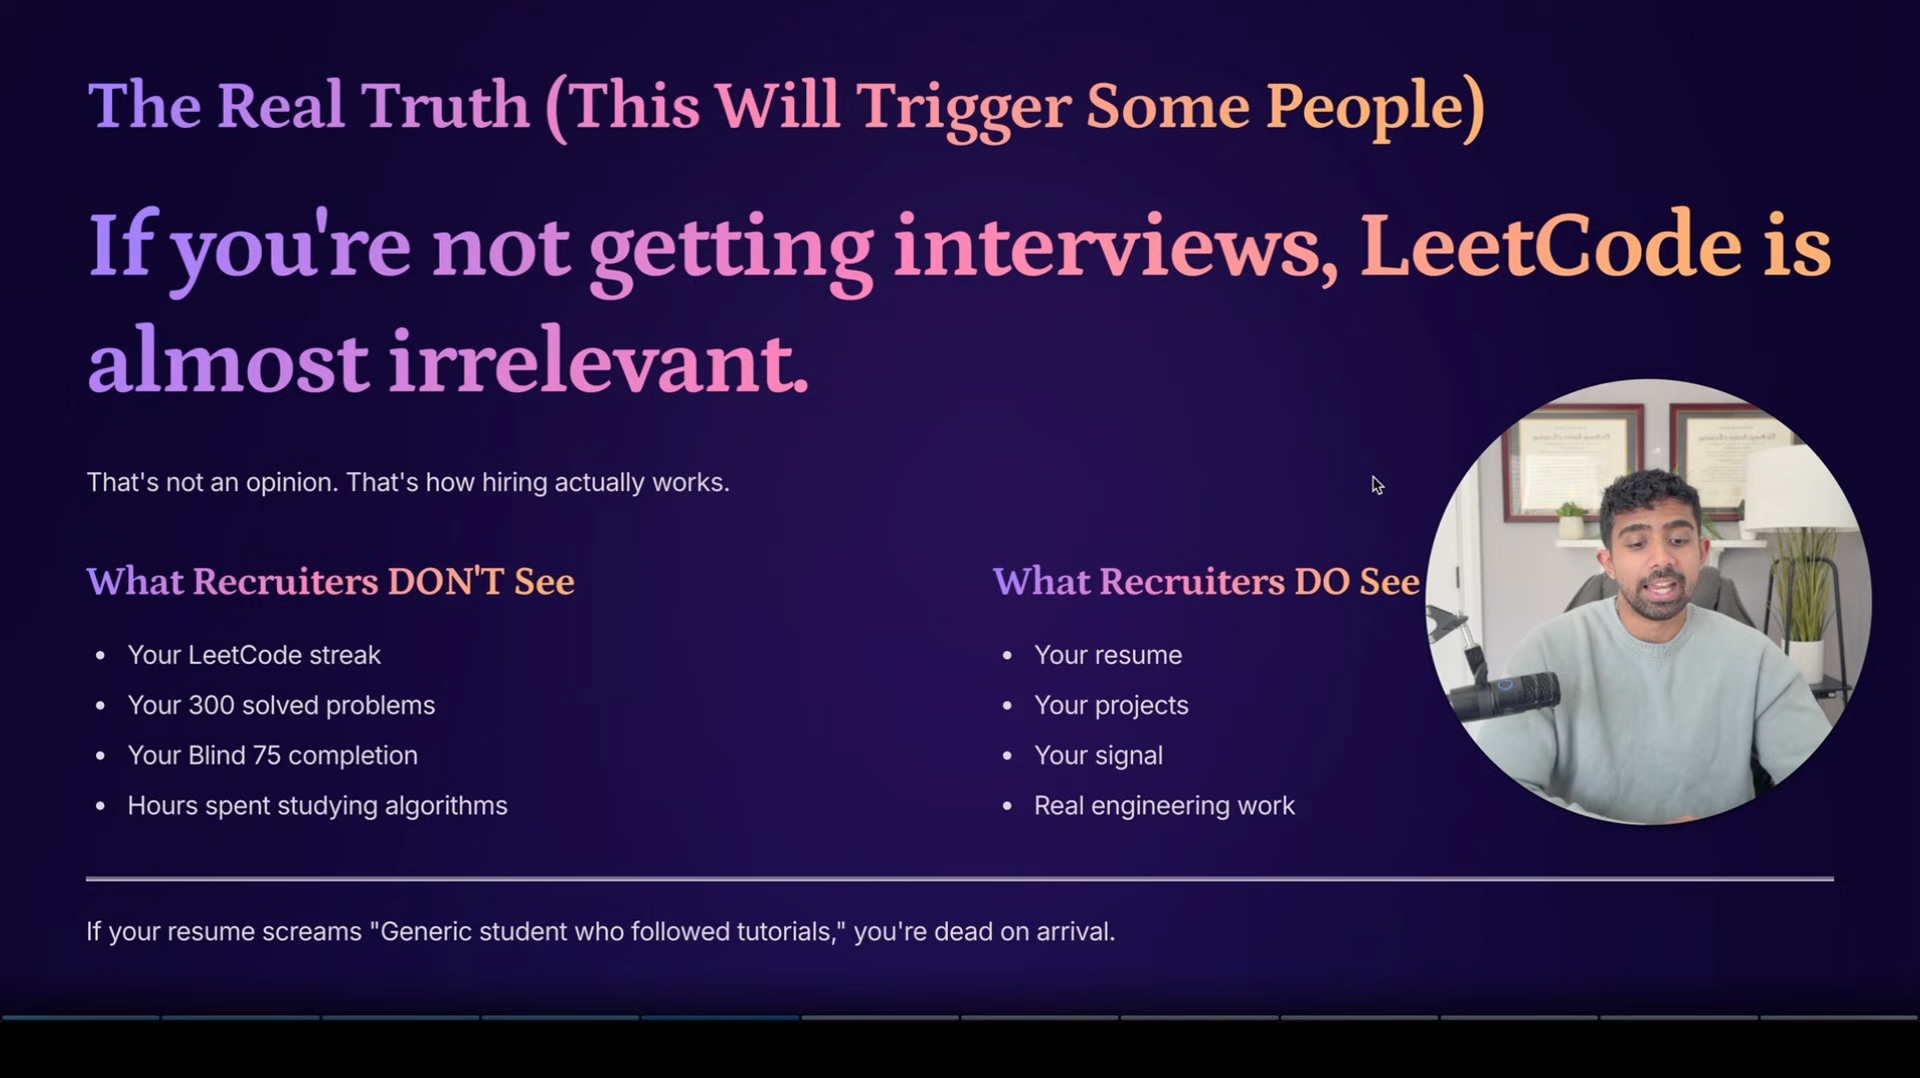 The Real Truth (This Will Trigger Some People)
If you're not getting interviews, LeetCode is
almost irrelevant.
That's not an opinion. That's how hiring actually works.
What Recruiters DON'T See
Your LeetCode streak
Your 300 solved problems
Your Blind 75 completion
Hours spent studying algorithms
What Recruiters DO See
Your resume
Your projects
Your signal
Real engineering work
If your resume screams "Generic student who followed tutorials," you're dead on arrival.